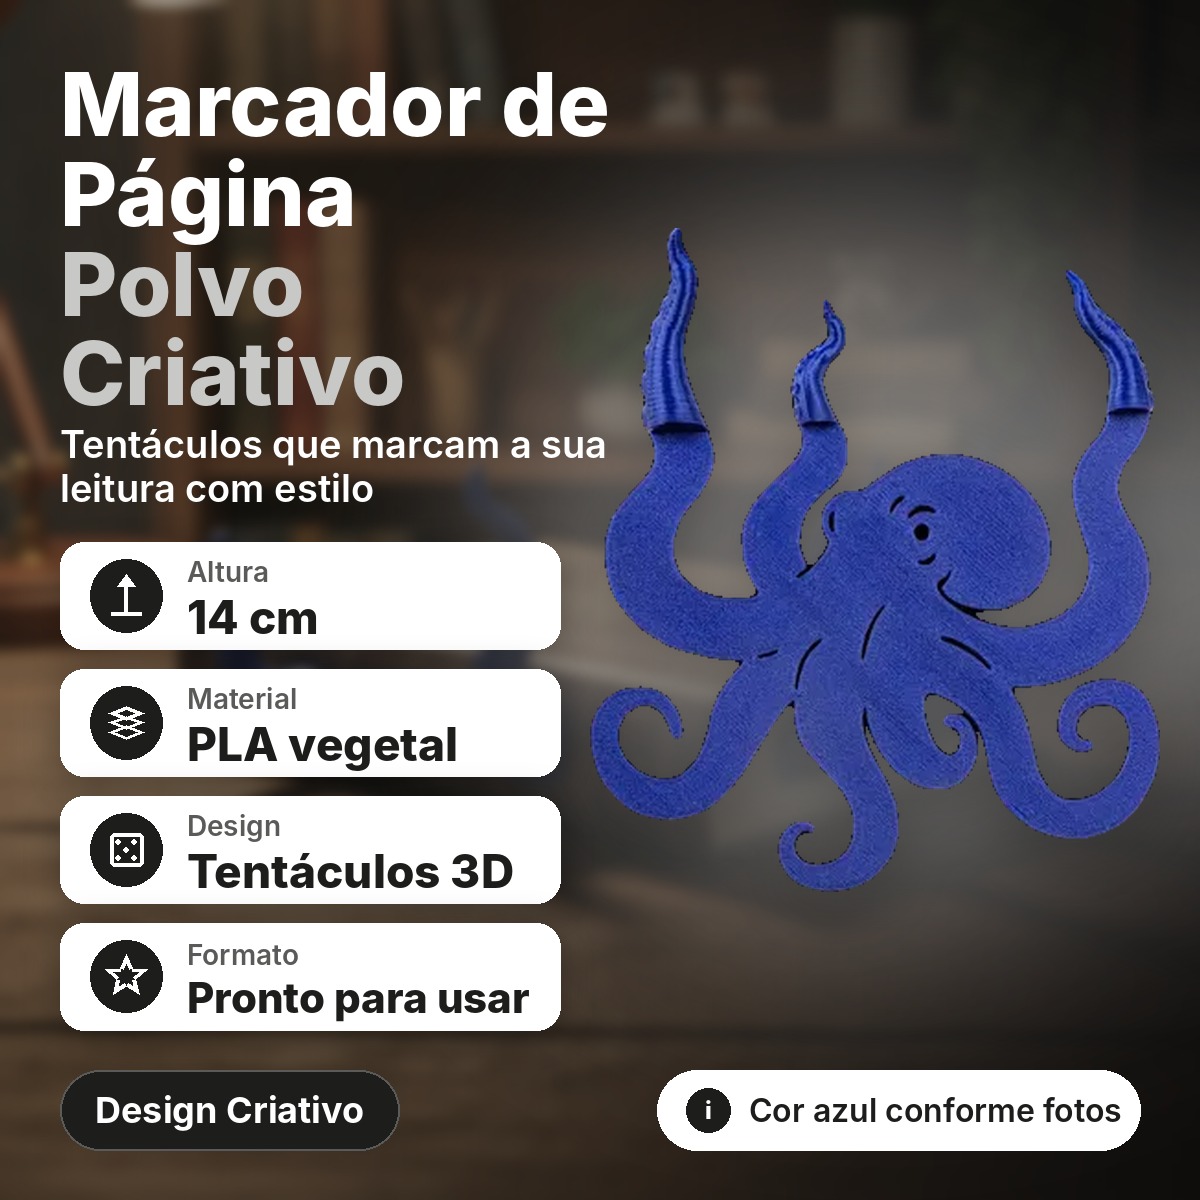 Marcador de
Página
Polvo
Criativo
Tentáculos que marcam a sua
leitura com estilo
Altura
14 cm
Material
PLA vegetal
Design
Tentáculos 3D
Formato
Pronto para usar
Design Criativo
i Cor azul conforme fotos